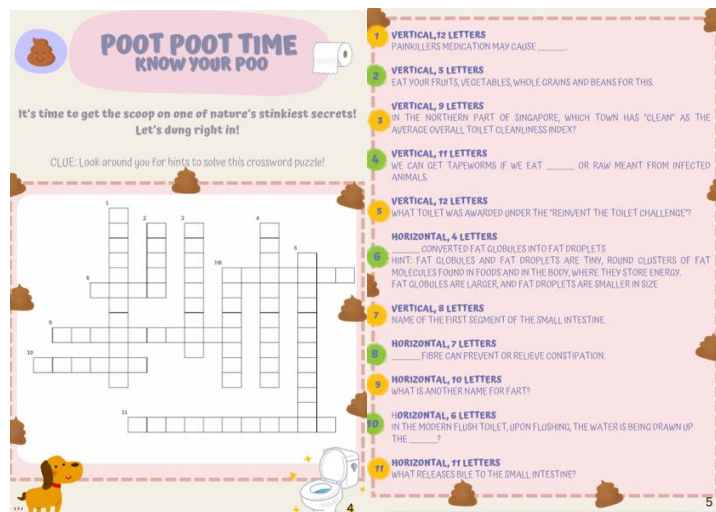 POOT POOT TIME
KNOW YOUR POO
It's time to get the scoop on one of nature's stinkiest secrets!
Let's dung right in!
CLUE: Look around you for hints to solve this crossword puzzle!
1
2
3
4
5
7/8
6
9
10
11
4
1
VERTICAL,12 LETTERS
PAINKILLERS MEDICATION MAY CAUSE ______.
2
VERTICAL, 5 LETTERS
EAT YOUR FRUITS, VEGETABLES, WHOLE GRAINS AND BEANS FOR THIS.
3
VERTICAL, 9 LETTERS
IN THE NORTHERN PART OF SINGAPORE, WHICH TOWN HAS "CLEAN" AS THE
AVERAGE OVERALL TOILET CLEANLINESS INDEX?
4
VERTICAL, 11 LETTERS
WE CAN GET TAPEWORMS IF WE EAT ______ OR RAW MEANT FROM INFECTED
ANIMALS.
5
VERTICAL, 12 LETTERS
WHAT TOILET WAS AWARDED UNDER THE "REINVENT THE TOILET CHALLENGE"?
6
HORIZONTAL, 4 LETTERS
______ CONVERTED FAT GLOBULES INTO FAT DROPLETS
HINT: FAT GLOBULES AND FAT DROPLETS ARE TINY, ROUND CLUSTERS OF FAT
MOLECULES FOUND IN FOODS AND IN THE BODY, WHERE THEY STORE ENERGY.
FAT GLOBULES ARE LARGER, AND FAT DROPLETS ARE SMALLER IN SIZE
7
VERTICAL, 8 LETTERS
NAME OF THE FIRST SEGMENT OF THE SMALL INTESTINE.
8
HORIZONTAL, 7 LETTERS
______ FIBRE CAN PREVENT OR RELIEVE CONSTIPATION.
9
HORIZONTAL, 10 LETTERS
WHAT IS ANOTHER NAME FOR FART?
10
HORIZONTAL, 6 LETTERS
IN THE MODERN FLUSH TOILET, UPON FLUSHING, THE WATER IS BEING DRAWN UP
THE ______?
11
HORIZONTAL, 11 LETTERS
WHAT RELEASES BILE TO THE SMALL INTESTINE?
5